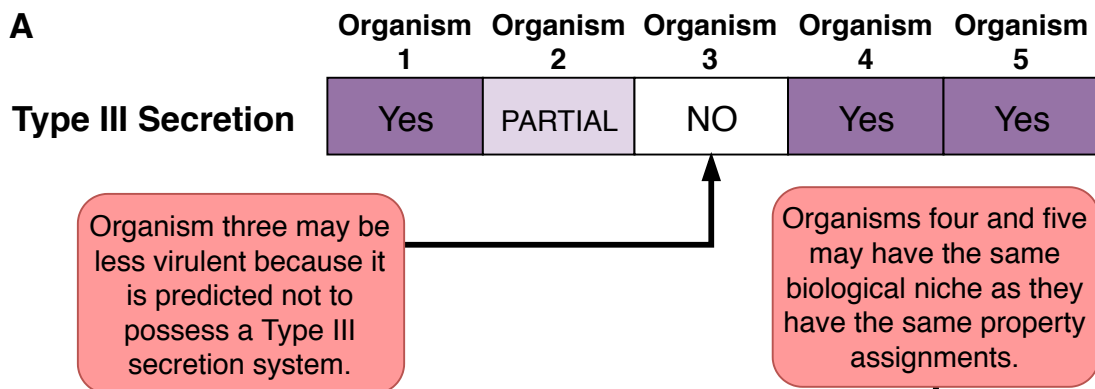 A
Organism 1
Organism 2
Organism 3
Organism 4
Organism 5
Type III Secretion
Yes
PARTIAL
NO
Yes
Yes
Organism three may be
less virulent because it
is predicted not to
possess a Type III
secretion system.
Organisms four and five
may have the same
biological niche as they
have the same property
assignments.